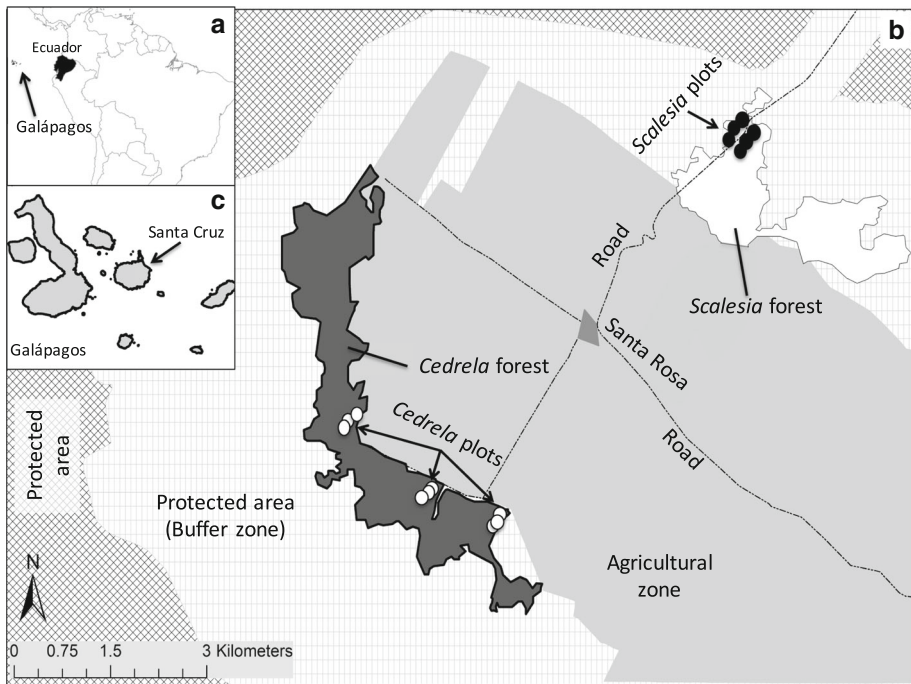 a
Ecuador
Galápagos
c
Santa Cruz
Galápagos
b
Scalesia plots
Road
Scalesia forest
Santa Rosa
Cedrela forest
Cedrela plots
Road
Protected
area
Protected area
(Buffer zone)
Agricultural
zone
N
0 0.75 1.5 3 Kilometers